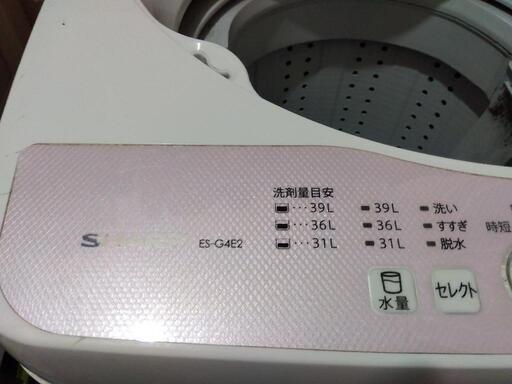 洗剤量目安
…39L 39L 洗い
…36L 36L すすぎ 時短
…31L 31L 脱水
ES-G4E2
水量 セレクト